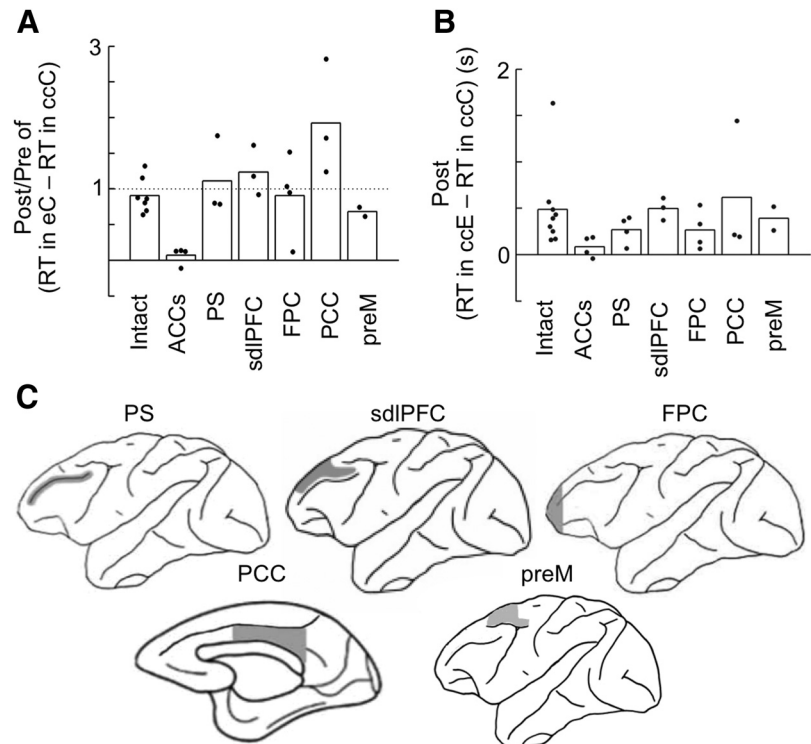 A
Post/Pre of
(RT in eC – RT in ccC)
3
1
Intact
ACCs
PS
sdlPFC
FPC
PCC
preM
B
Post
(RT in ccE – RT in ccC) (s)
2
0
Intact
ACCs
PS
sdlPFC
FPC
PCC
preM
C
PS
sdlPFC
FPC
PCC
preM